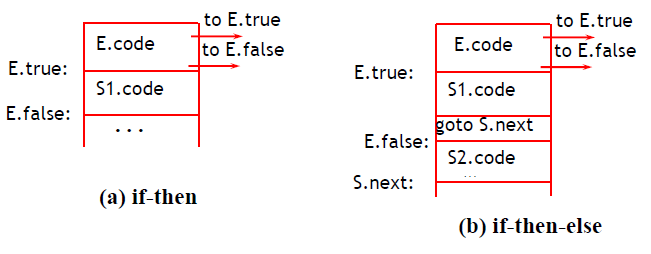 to E.true
E.code
to E.false
E.true:
S1.code
E.false:
...
(a) if-then
to E.true
E.code
to E.false
E.true:
S1.code
goto S.next
E.false:
S2.code
...
S.next:
(b) if-then-else